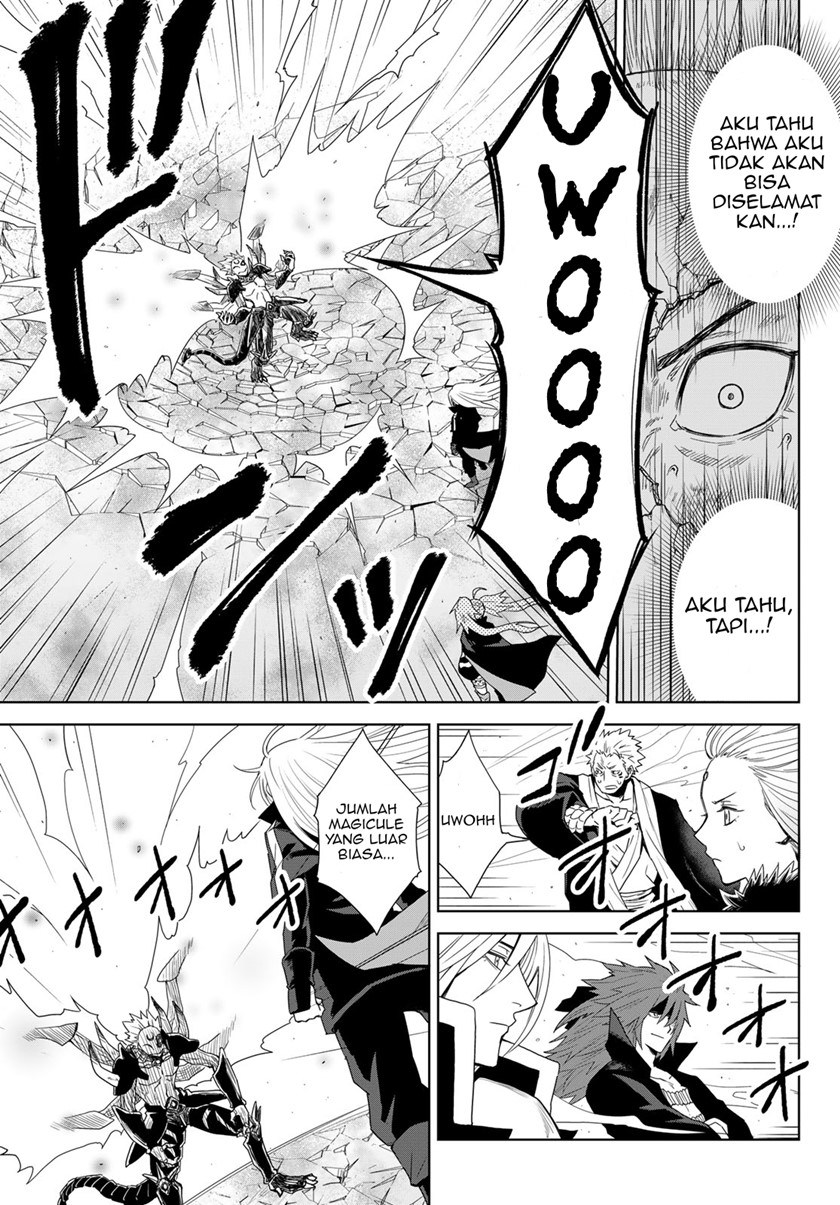 AKU TAHU
BAHWA AKU
TIDAK AKAN
BISA
DISELAMAT
KAN...!
AKU TAHU,
TAPI...!
UWOOOO
ドンッ
UWOHH
ゴオ
オオオ
JUMLAH
MAGICULE
YANG LUAR
BIASA...
オオオオオ